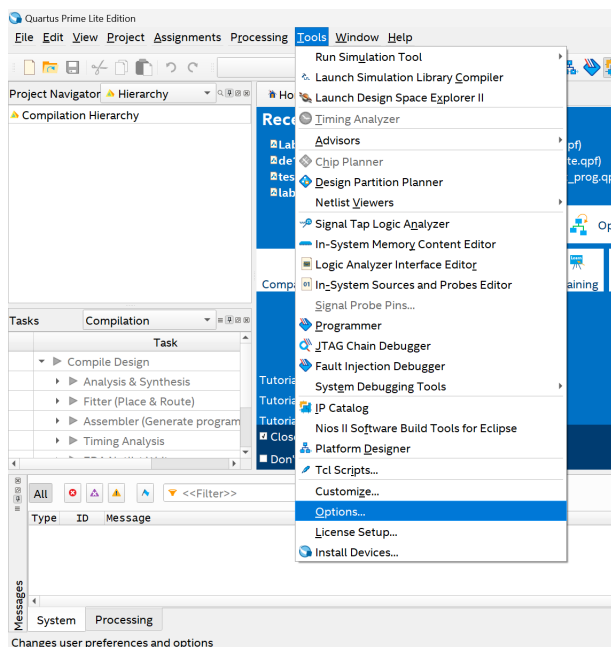 Quartus Prime Lite Edition
File Edit View Project Assignments Processing Tools Window Help
Project Navigator Hierarchy
Compilation Hierarchy
Tasks Compilation
Task
Compile Design
Analysis & Synthesis
Fitter (Place & Route)
Assembler (Generate program
Timing Analysis
Rece
Lab
de
tes
lab
pf)
te.qpf)
_prog.qp
Op
Compa
aining
Tutoria
Tutoria
Tutoria
Clos
Don'
Run Simulation Tool
Launch Simulation Library Compiler
Launch Design Space Explorer II
Timing Analyzer
Advisors
Chip Planner
Design Partition Planner
Netlist Viewers
Signal Tap Logic Analyzer
In-System Memory Content Editor
Logic Analyzer Interface Editor
In-System Sources and Probes Editor
Signal Probe Pins...
Programmer
JTAG Chain Debugger
Fault Injection Debugger
System Debugging Tools
IP Catalog
Nios II Software Build Tools for Eclipse
Platform Designer
Tcl Scripts...
Customize...
Options...
License Setup...
Install Devices...
All <<Filter>>
Type ID Message
Messages
System Processing
Changes user preferences and options